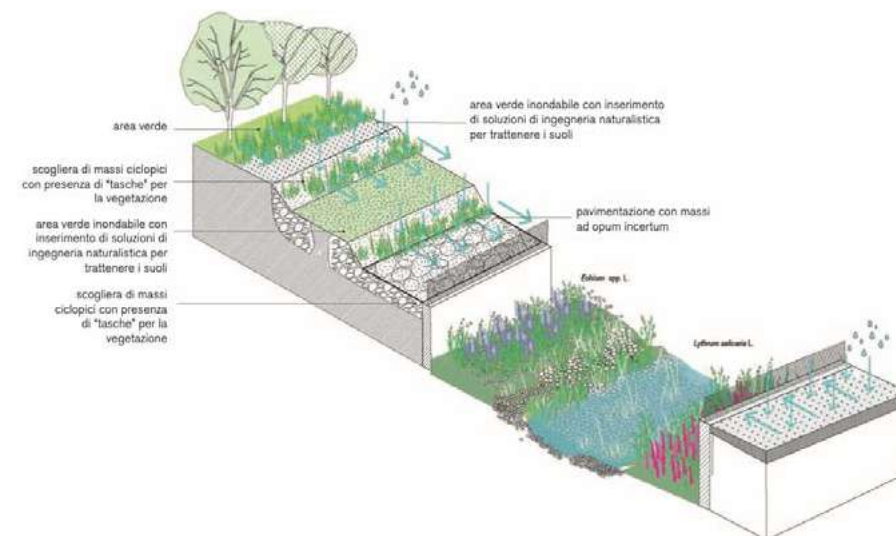 area verde
scogliera di massi ciclopici
con presenza di "tasche" per
la vegetazione
area verde inondabile con
inserimento di soluzioni di
ingegneria naturalistica per
trattenere i suoli
scogliera di massi
ciclopici con presenza
di "tasche" per la
vegetazione
area verde inondabile con inserimento
di soluzioni di ingegneria naturalistica
per trattenere i suoli
pavimentazione con massi
ad opum incertum
Echium spp. L.
Lythrum salicaria L.